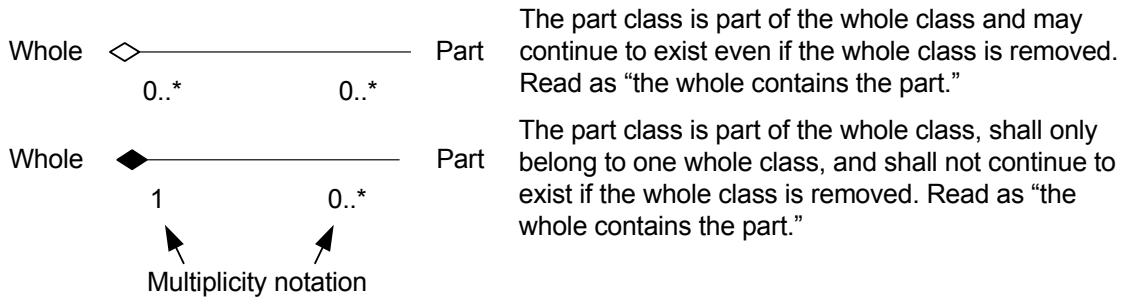 Whole Part
0..* 0..*
The part class is part of the whole class and may
continue to exist even if the whole class is removed.
Read as “the whole contains the part.”
Whole Part
1 0..*
Multiplicity notation
The part class is part of the whole class, shall only
belong to one whole class, and shall not continue to
exist if the whole class is removed. Read as “the
whole contains the part.”